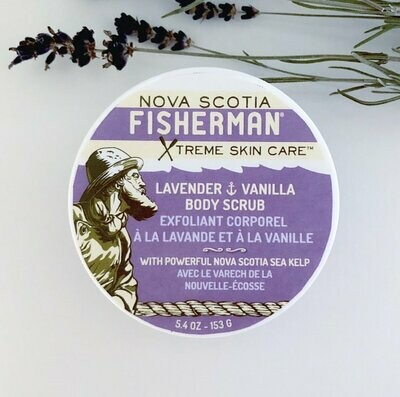 NOVA SCOTIA
FISHERMAN®
XTREME SKIN CARE™
LAVENDER ⚓ VANILLA
BODY SCRUB
EXFOLIANT CORPOREL
À LA LAVANDE ET À LA VANILLE
WITH POWERFUL NOVA SCOTIA SEA KELP
AVEC LE VARECH DE LA
NOUVELLE-ÉCOSSE
5.4 OZ - 153 G